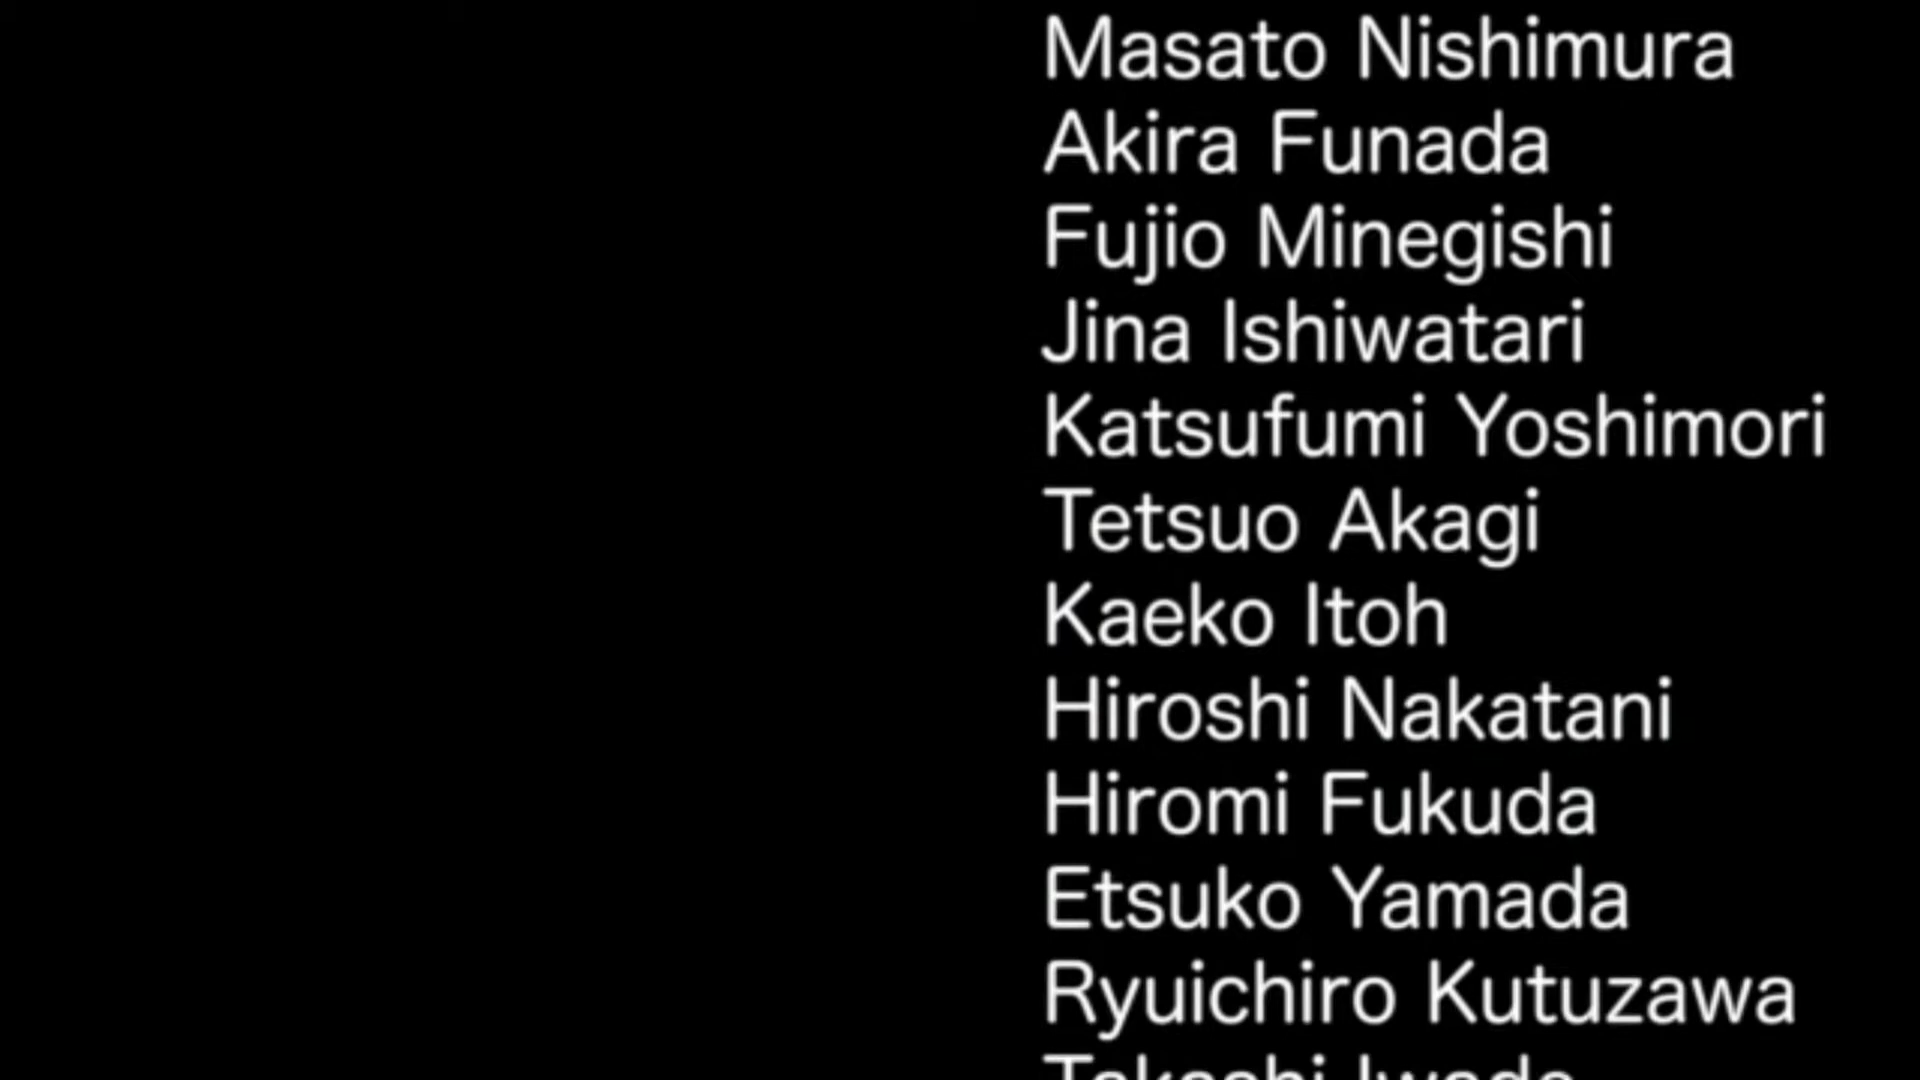 Masato Nishimura
Akira Funada
Fujio Minegishi
Jina Ishiwatari
Katsufumi Yoshimori
Tetsuo Akagi
Kaeko Itoh
Hiroshi Nakatani
Hiromi Fukuda
Etsuko Yamada
Ryuichiro Kutuzawa